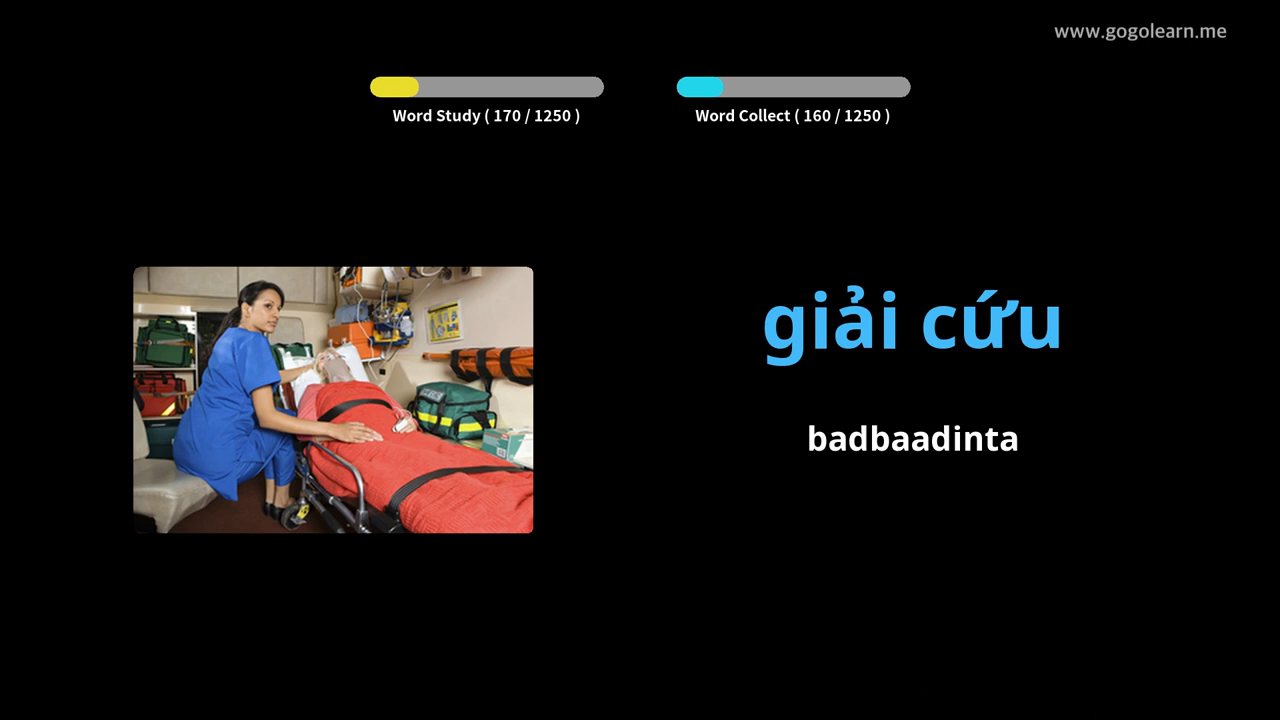 www.gogolearn.me
Word Study ( 170 / 1250 )
Word Collect ( 160 / 1250 )
giải cứu
badbaadinta